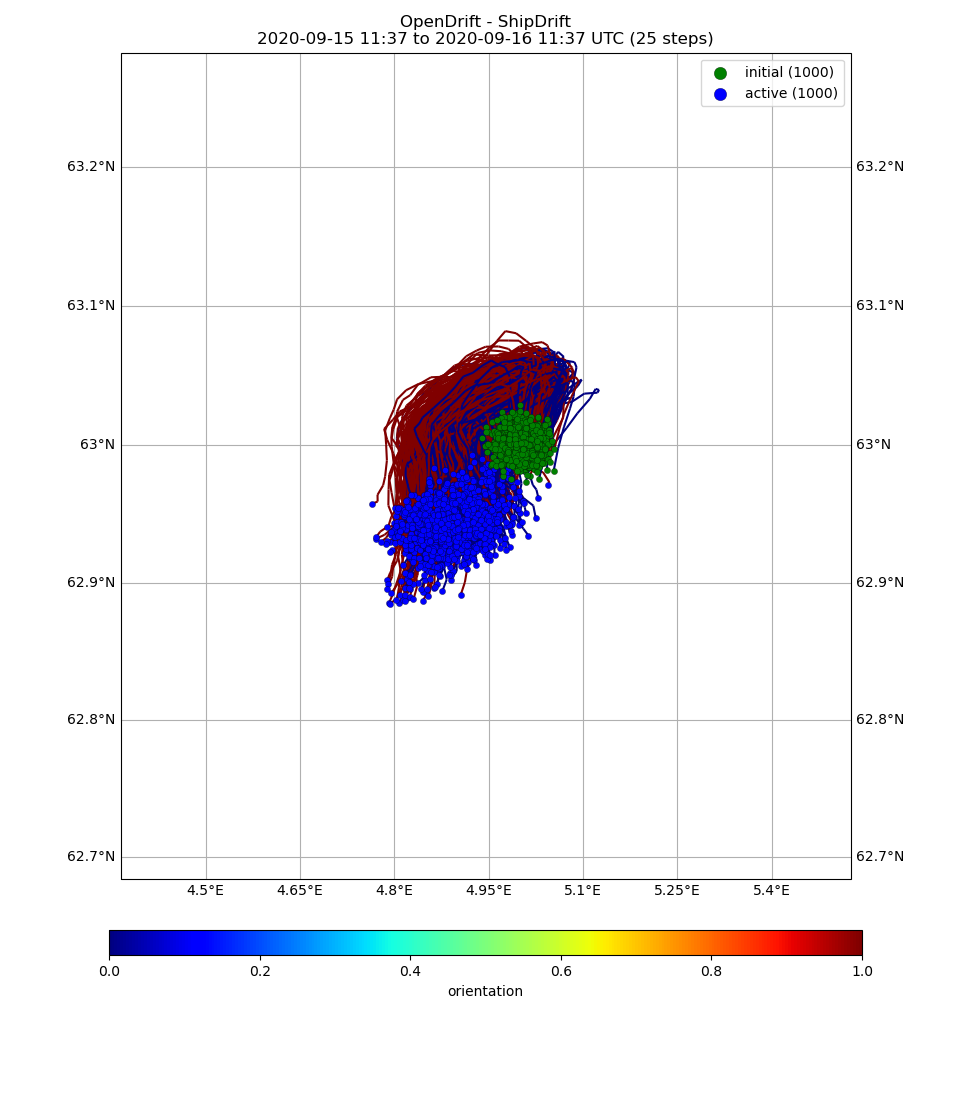 OpenDrift - ShipDrift
2020-09-15 11:37 to 2020-09-16 11:37 UTC (25 steps)
initial (1000)
active (1000)
63.2°N 63.2°N
63.1°N 63.1°N
63°N 63°N
62.9°N 62.9°N
62.8°N 62.8°N
62.7°N 62.7°N
4.5°E 4.65°E 4.8°E 4.95°E 5.1°E 5.25°E 5.4°E
0.0 0.2 0.4 0.6 0.8 1.0
orientation